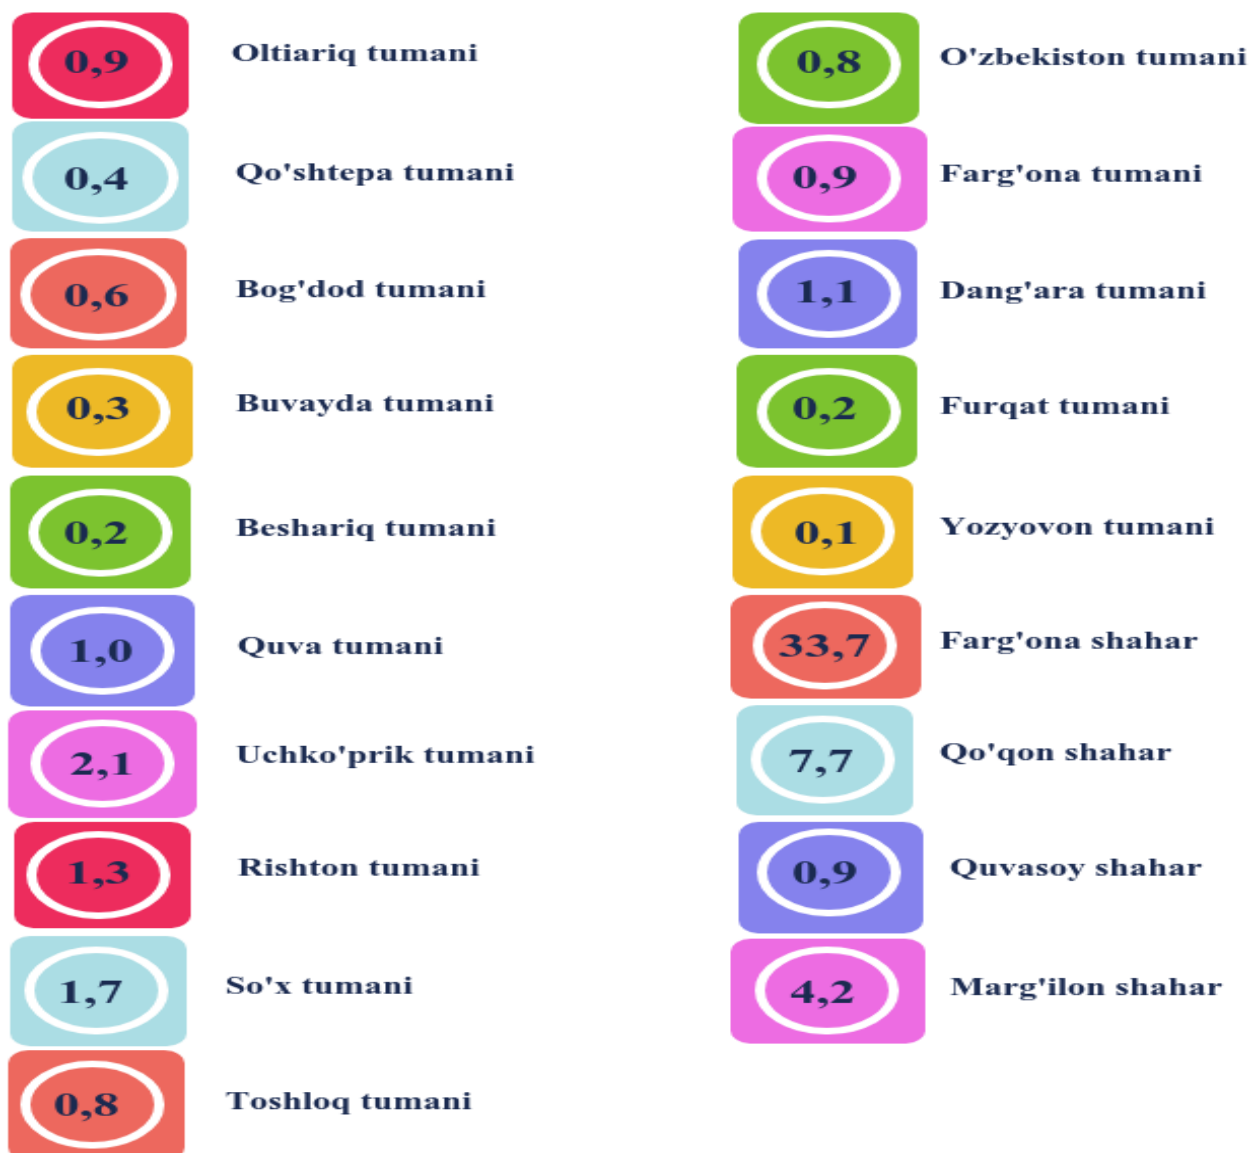 0,9 Oltiariq tumani
0,4 Qo'shtepa tumani
0,6 Bog'dod tumani
0,3 Buvayda tumani
0,2 Beshariq tumani
1,0 Quva tumani
2,1 Uchko'prik tumani
1,3 Rishton tumani
1,7 So'x tumani
0,8 Toshloq tumani
0,8 O'zbekiston tumani
0,9 Farg'ona tumani
1,1 Dang'ara tumani
0,2 Furqat tumani
0,1 Yozyovon tumani
33,7 Farg'ona shahar
7,7 Qo'qon shahar
0,9 Quvasoy shahar
4,2 Marg'ilon shahar